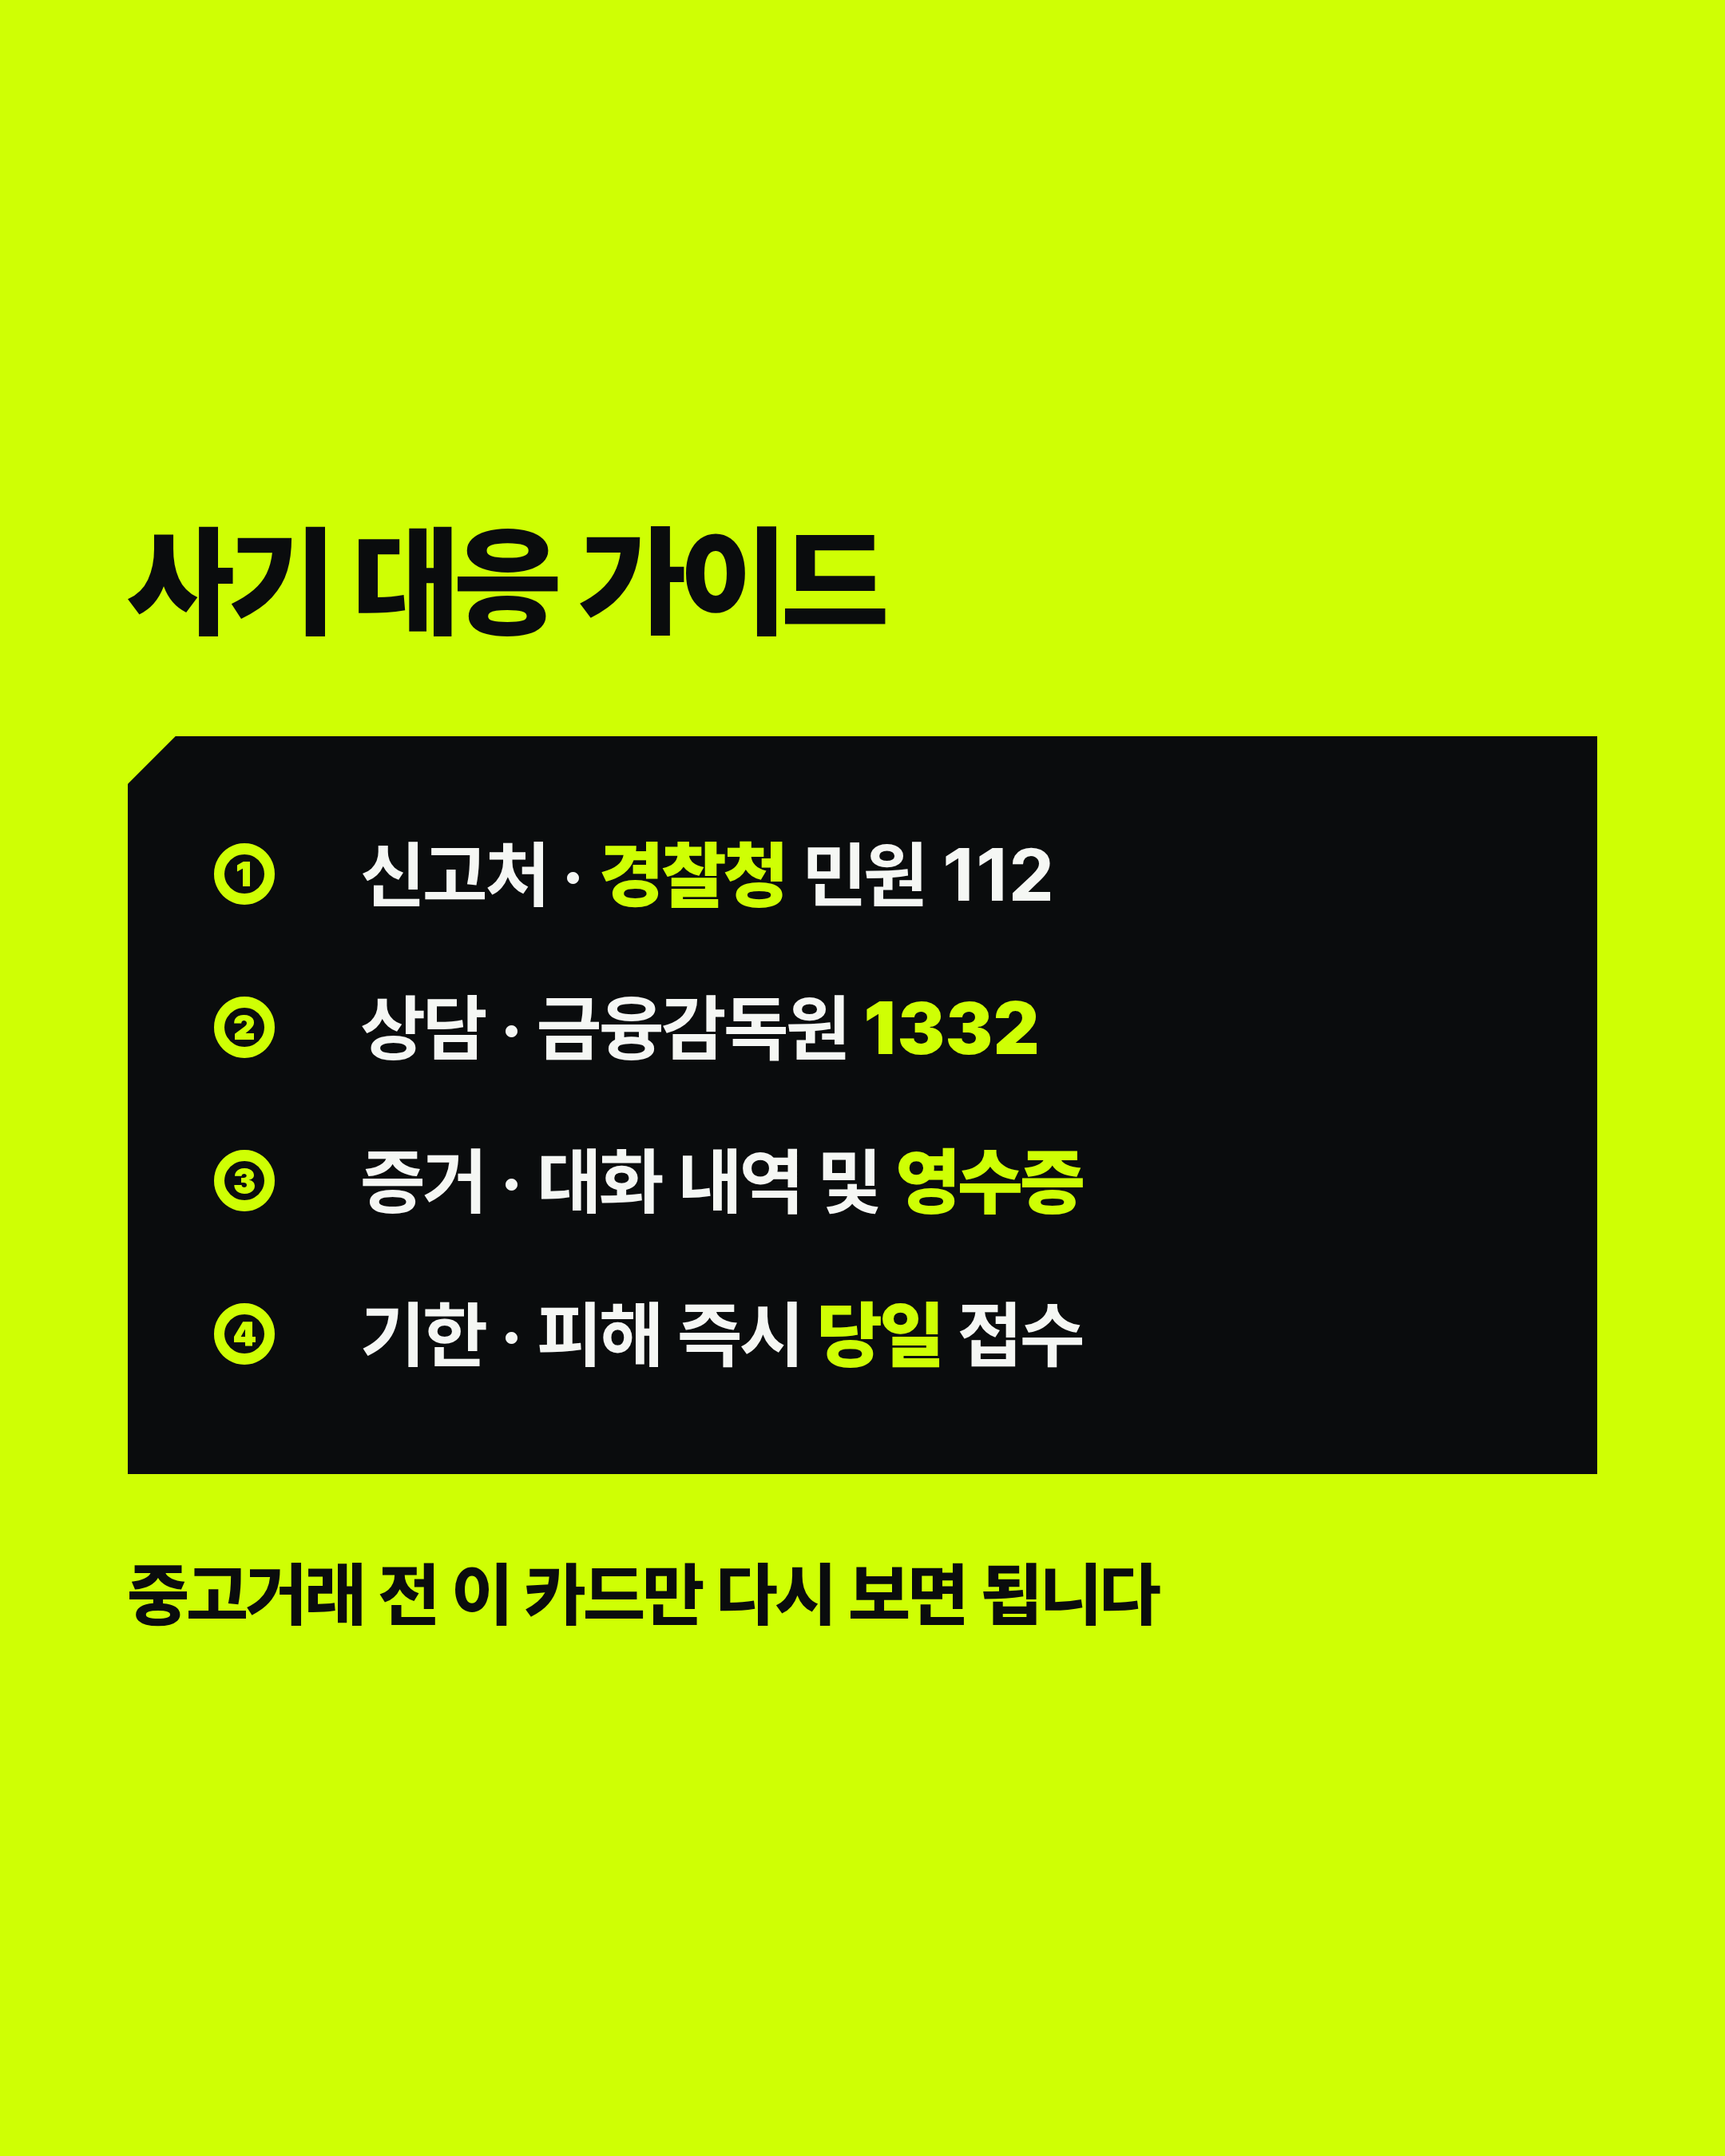 사기 대응 가이드
① 신고처 · 경찰청 민원 112
② 상담 · 금융감독원 1332
③ 증거 · 대화 내역 및 영수증
④ 기한 · 피해 즉시 당일 접수
중고거래 전 이 카드만 다시 보면 됩니다